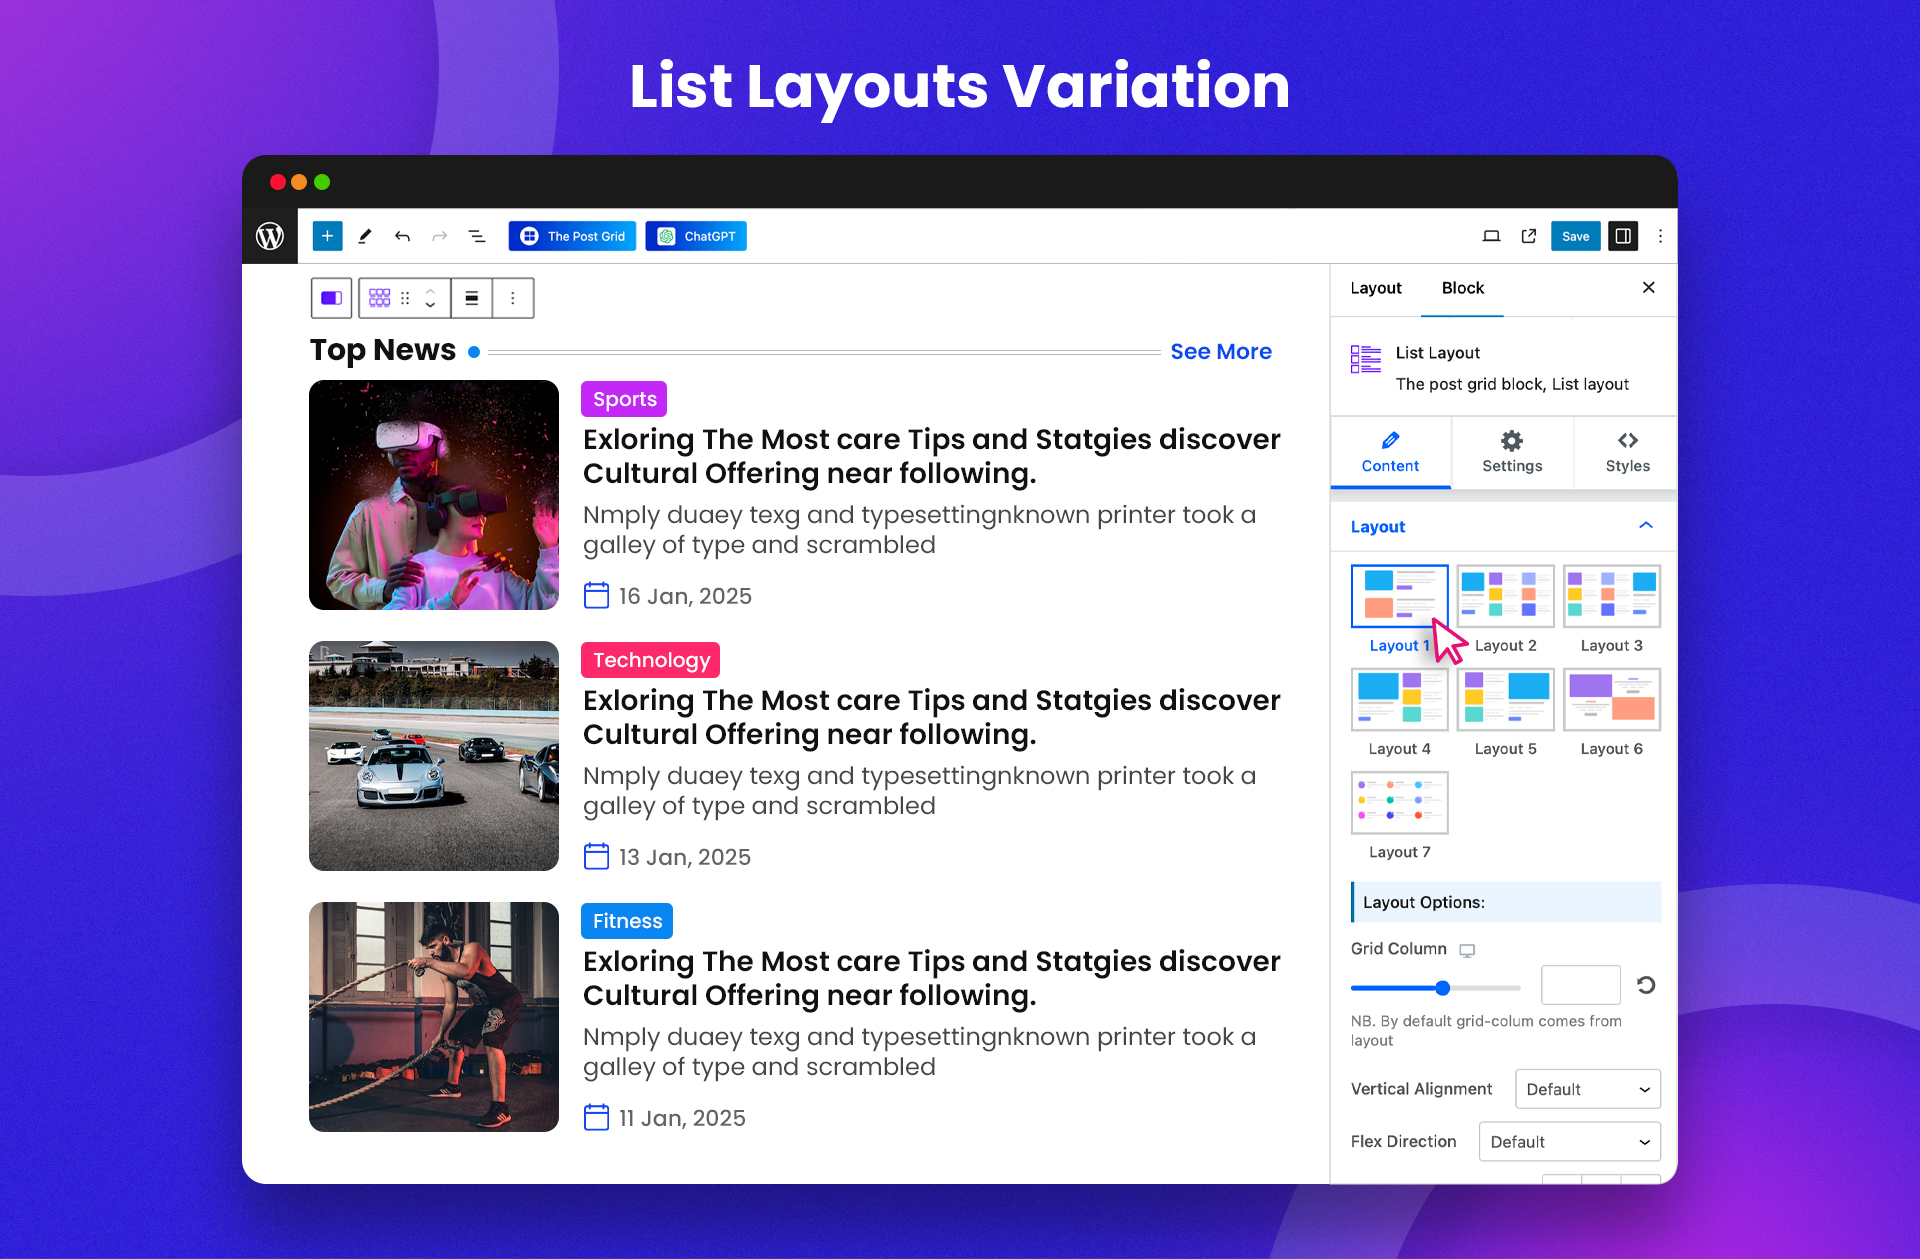 List Layouts Variation
The Post Grid
ChatGPT
Save
Top News
See More
Sports
Exloring The Most care Tips and Statgies discover
Cultural Offering near following.
Nmply duaey texg and typesettingnknown printer took a
galley of type and scrambled
16 Jan, 2025
Technology
Exloring The Most care Tips and Statgies discover
Cultural Offering near following.
Nmply duaey texg and typesettingnknown printer took a
galley of type and scrambled
13 Jan, 2025
Fitness
Exloring The Most care Tips and Statgies discover
Cultural Offering near following.
Nmply duaey texg and typesettingnknown printer took a
galley of type and scrambled
11 Jan, 2025
Layout
Block
List Layout
The post grid block, List layout
Content
Settings
Styles
Layout
Layout 1
Layout 2
Layout 3
Layout 4
Layout 5
Layout 6
Layout 7
Layout Options:
Grid Column
NB. By default grid-colum comes from
layout
Vertical Alignment
Default
Flex Direction
Default